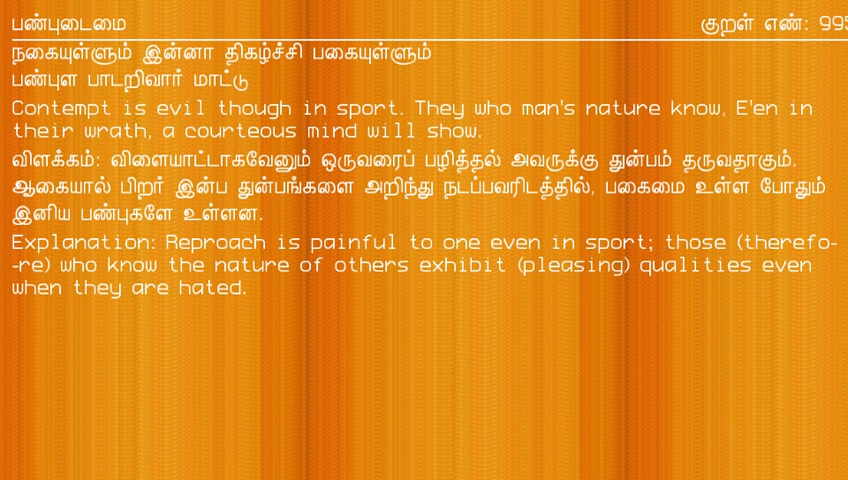 பண்புடைமை குறள் எண்: 995
நகையுள்ளும் இன்னா திகழ்ச்சி பகையுள்ளும்
பண்புள பாடறிவார் மாட்டு
Contempt is evil though in sport. They who man's nature know, E'en in
their wrath, a courteous mind will show.
விளக்கம்: விளையாட்டாகவேனும் ஒருவரைப் பழித்தல் அவருக்கு துன்பம் தருவதாகும்.
ஆகையால் பிறர் இன்ப துன்பங்களை அறிந்து நடப்பவரிடத்தில், பகைமை உள்ள போதும்
இனிய பண்புகளே உள்ளன.
Explanation: Reproach is painful to one even in sport; those (therefo-
-re) who know the nature of others exhibit (pleasing) qualities even
when they are hated.